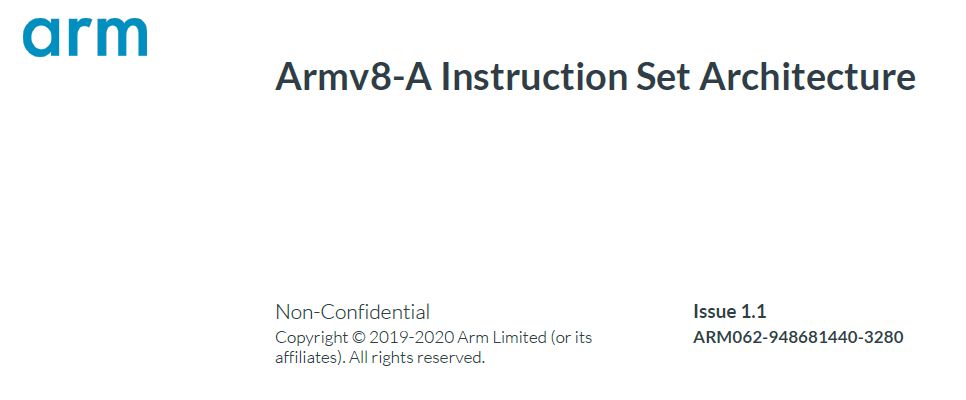 arm
Armv8-A Instruction Set Architecture
Non-Confidential
Copyright © 2019-2020 Arm Limited (or its
affiliates). All rights reserved.
Issue 1.1
ARM062-948681440-3280